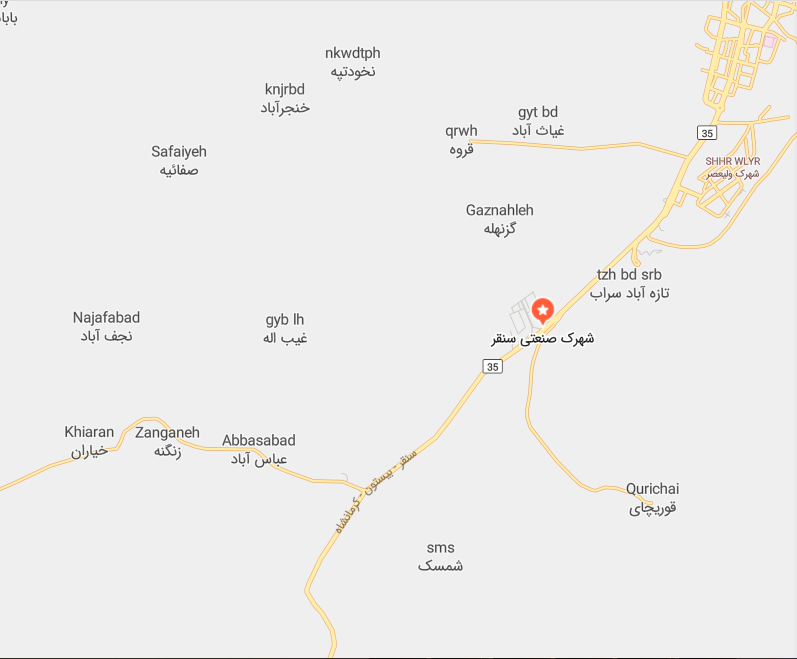 بابا
nkwdtph
نخودتپه
knjrbd
خنجرآباد
gyt bd
غیاث آباد
qrwh
قروه
35
Safaiyeh
صفائیه
SHHR WLYR
شهرک ولیعصر
Gaznahleh
گزنهله
tzh bd srb
تازه آباد سراب
Najafabad
نجف آباد
gyb lh
غیب اله
شهرک صنعتی سنقر
35
Khiaran
خیاران
Zanganeh
زنگنه
Abbasabad
عباس آباد
سنقر - بیستون - کرمانشاه
Qurichai
قوریچای
sms
شمسک